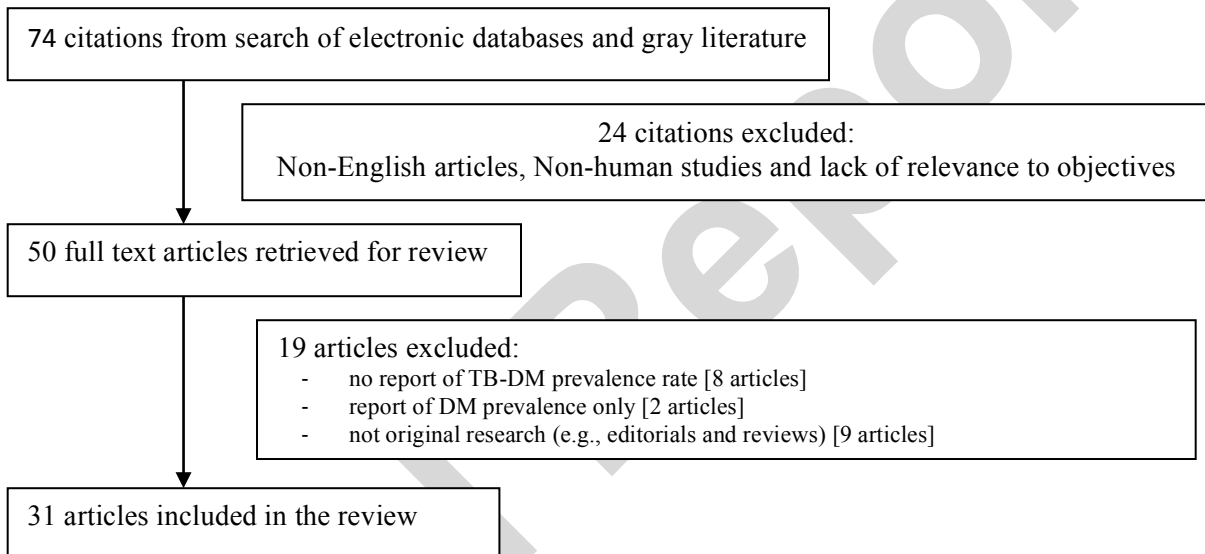 74 citations from search of electronic databases and gray literature
24 citations excluded:
Non-English articles, Non-human studies and lack of relevance to objectives
50 full text articles retrieved for review
19 articles excluded:
- no report of TB-DM prevalence rate [8 articles]
- report of DM prevalence only [2 articles]
- not original research (e.g., editorials and reviews) [9 articles]
31 articles included in the review